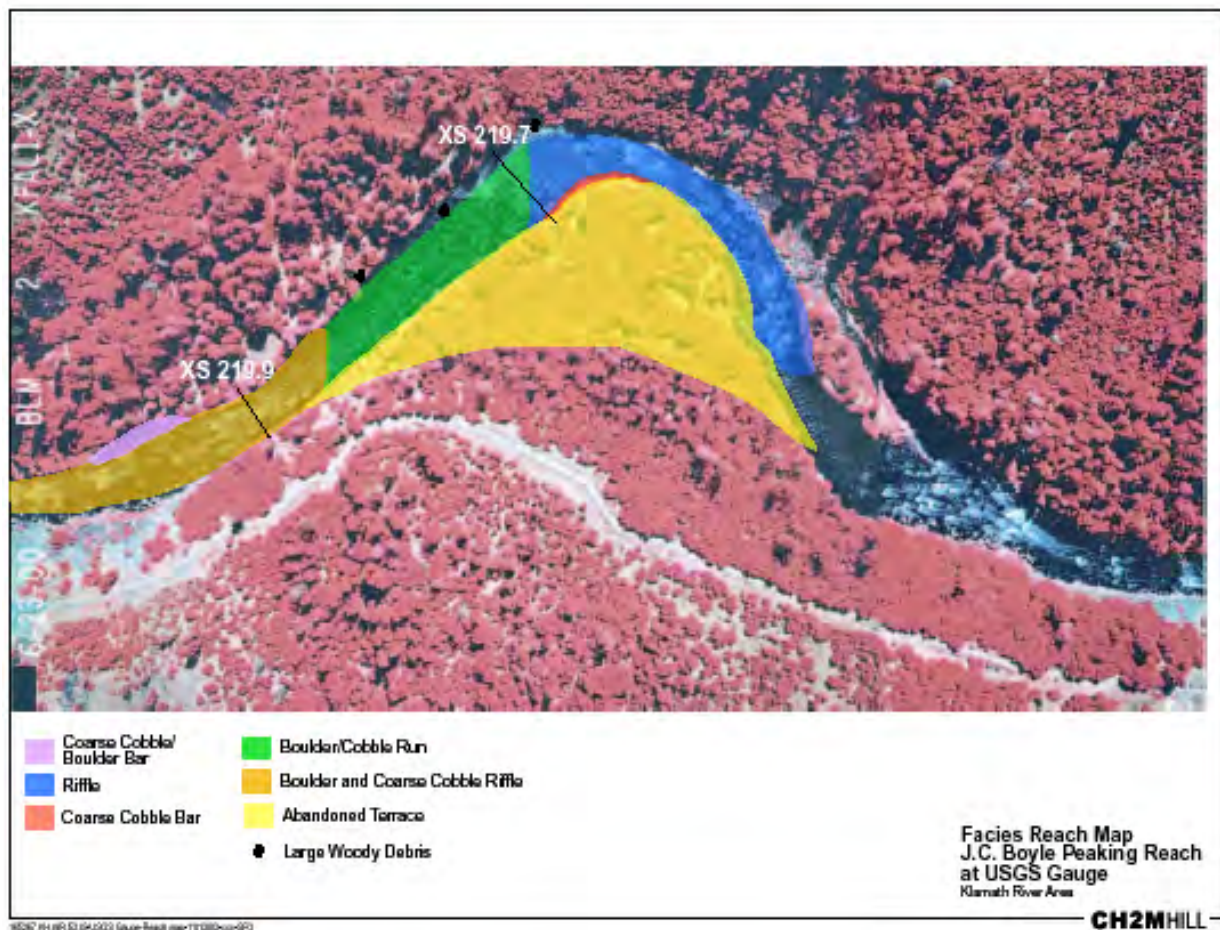 XS 219.7
XS 219.9
BLM 2
Coarse Cobble/
Boulder Bar
Riffle
Coarse Cobble Bar
Boulder/Cobble Run
Boulder and Coarse Cobble Riffle
Abandoned Terrace
Large Woody Debris
Facies Reach Map
J.C. Boyle Peaking Reach
at USGS Gauge
Klamath River Area
CH2MHILL